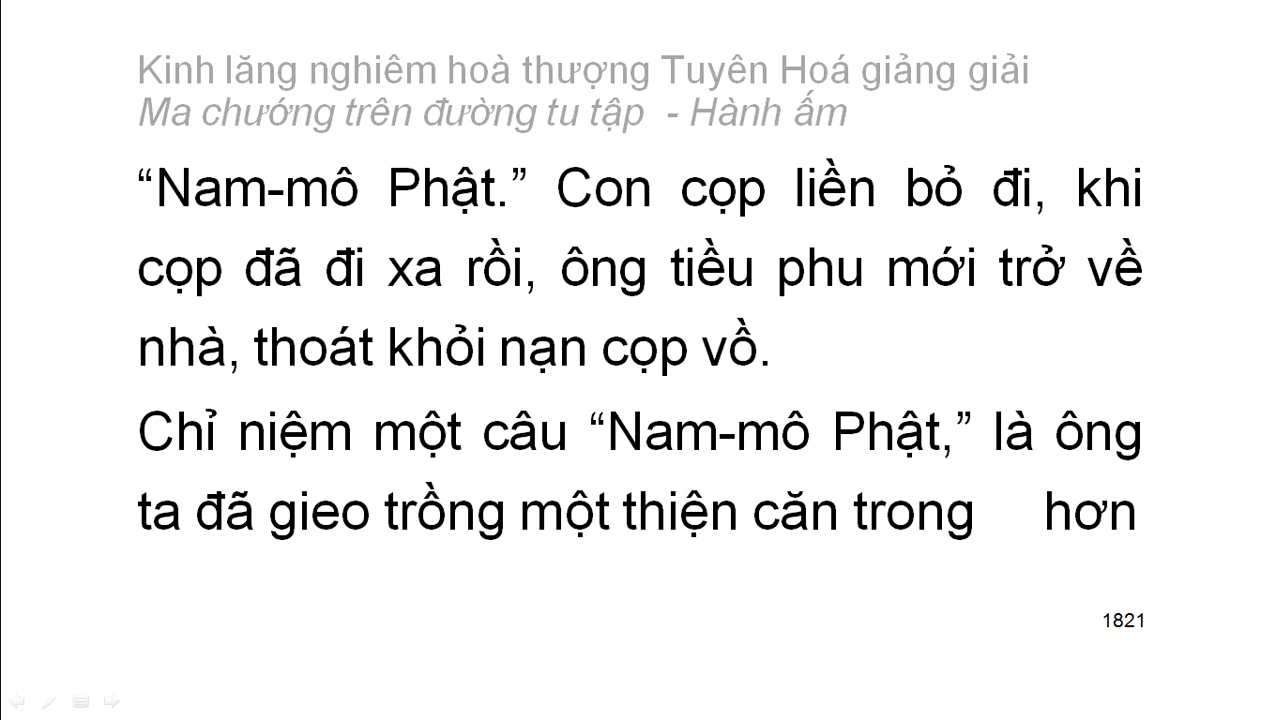 Kinh lăng nghiêm hoà thượng Tuyên Hoá giảng giải
Ma chướng trên đường tu tập - Hành ấm
“Nam-mô Phật.” Con cọp liền bỏ đi, khi
cọp đã đi xa rồi, ông tiều phu mới trở về
nhà, thoát khỏi nạn cọp vồ.
Chỉ niệm một câu “Nam-mô Phật,” là ông
ta đã gieo trồng một thiện căn trong hơn
1821